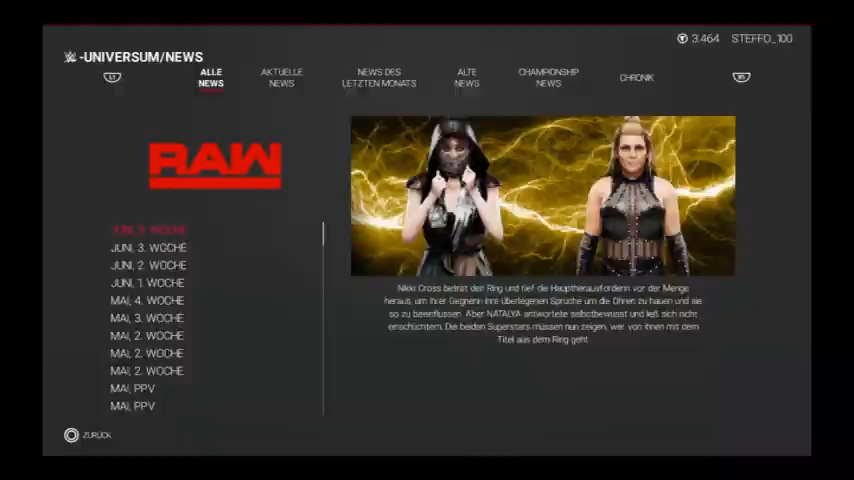 3.464 STEFFO_100
-UNIVERSUM/NEWS
ALLE
NEWS
AKTUELLE
NEWS
NEWS DES
LETZTEN MONATS
ALTE
NEWS
CHAMPIONSHIP
NEWS
CHRONIK
RAW
JUNI, 3. WOCHE
JUNI, 3. WOCHE
JUNI, 2. WOCHE
JUNI, 1. WOCHE
MAI, 4. WOCHE
MAI, 3. WOCHE
MAI, 2. WOCHE
MAI, 2. WOCHE
MAI, 2. WOCHE
MAI, PPV
MAI, PPV
Nikki Cross betrat den Ring und rief die Hauptherausforderin vor der Menge
heraus, um ihrer Gegnerin ihre überlegenen Sprüche um die Ohren zu hauen und sie
so zu beeinflussen. Aber NATALYA antwortete selbstbewusst und ließ sich nicht
einschüchtern. Die beiden Superstars müssen nun zeigen, wer von ihnen mit dem
Titel aus dem Ring geht.
ZURÜCK